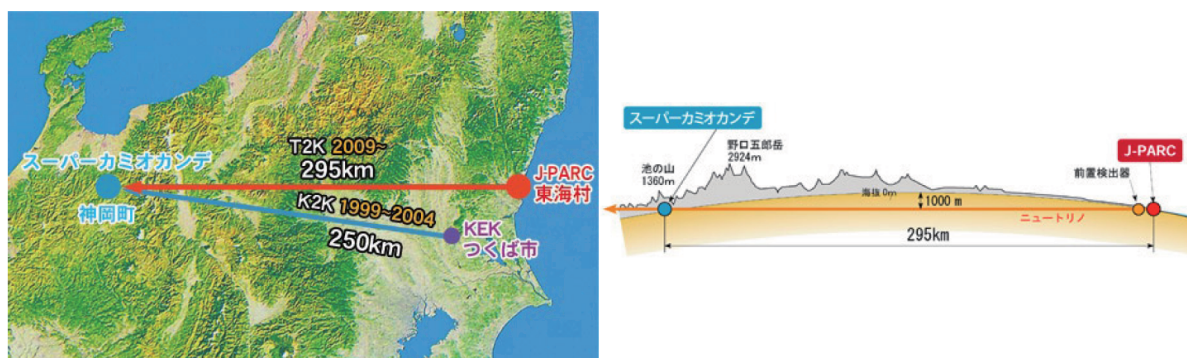 T2K 2009~
295km
スーパーカミオカンデ
神岡町
J-PARC
東海村
K2K 1999~2004
250km
KEK
つくば市
スーパーカミオカンデ
野口五郎岳
2924m
池の山
1360m
J-PARC
前置検出器
海抜 0m
1000 m
ニュートリノ
295km